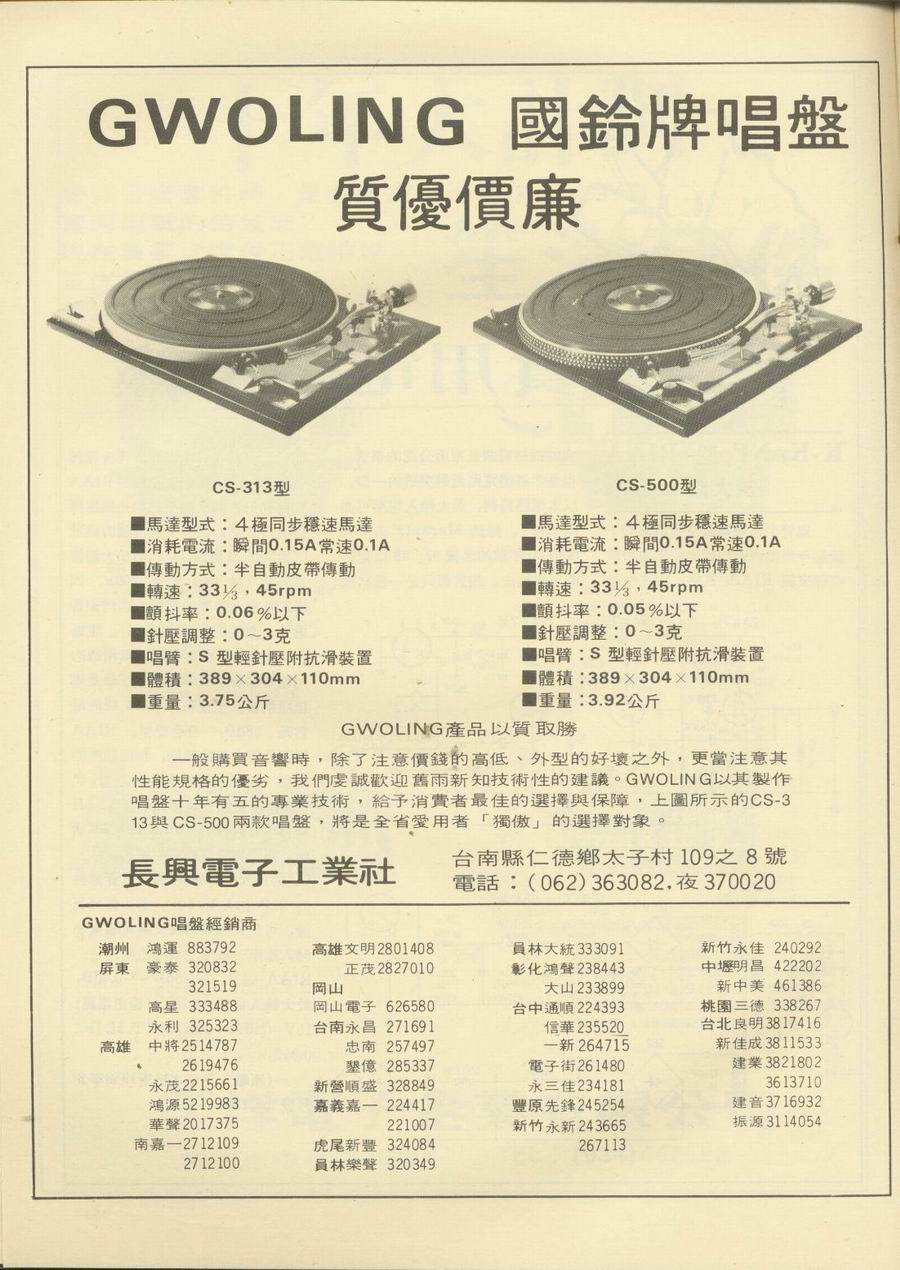 GWOLING 國鈴牌唱盤
質優價廉
CS-313型
■馬達型式：4極同步穩速馬達
■消耗電流：瞬間0.15A常速0.1A
■傳動方式：半自動皮帶傳動
■轉速：33⅓，45rpm
■顫抖率：0.06%以下
■針壓調整：0～3克
■唱臂：S 型輕針壓附抗滑裝置
■體積：389×304×110mm
■重量：3.75公斤
CS-500型
■馬達型式：4極同步穩速馬達
■消耗電流：瞬間0.15A常速0.1A
■傳動方式：半自動皮帶傳動
■轉速：33⅓，45rpm
■顫抖率：0.05%以下
■針壓調整：0～3克
■唱臂：S 型輕針壓附抗滑裝置
■體積：389×304×110mm
■重量：3.92公斤
GWOLING產品以質取勝
一般購買音響時，除了注意價錢的高低、外型的好壞之外，更當注意其
性能規格的優劣，我們虔誠歡迎舊雨新知技術性的建議。GWOLING以其製作
唱盤十年有五的專業技術，給予消費者最佳的選擇與保障，上圖所示的CS-3
13與CS-500兩款唱盤，將是全省愛用者「獨傲」的選擇對象。
長興電子工業社
台南縣仁德鄉太子村109之8號
電話：(062)363082.夜370020
GWOLING唱盤經銷商
潮州 鴻運 883792
屏東 豪泰 320832
321519
高星 333488
永利 325323
高雄 中將2514787
2619476
永茂2215661
鴻源5219983
華聲2017375
南嘉一2712109
2712100
高雄文明2801408
正茂2827010
岡山
岡山電子 626580
台南永昌 271691
忠南 257497
墾億 285337
新營順盛 328849
嘉義嘉一 224417
221007
虎尾新豐 324084
員林樂聲 320349
員林大統333091
彰化鴻聲238443
大山233899
台中通順224393
信華235520
一新264715
電子街261480
永三佳234181
豐原先鋒245254
新竹永新243665
267113
新竹永佳 240292
中壢明昌 422202
新中美 461386
桃園三德 338267
台北良明3817416
新佳成3811533
建業3821802
3613710
建音3716932
振源3114054